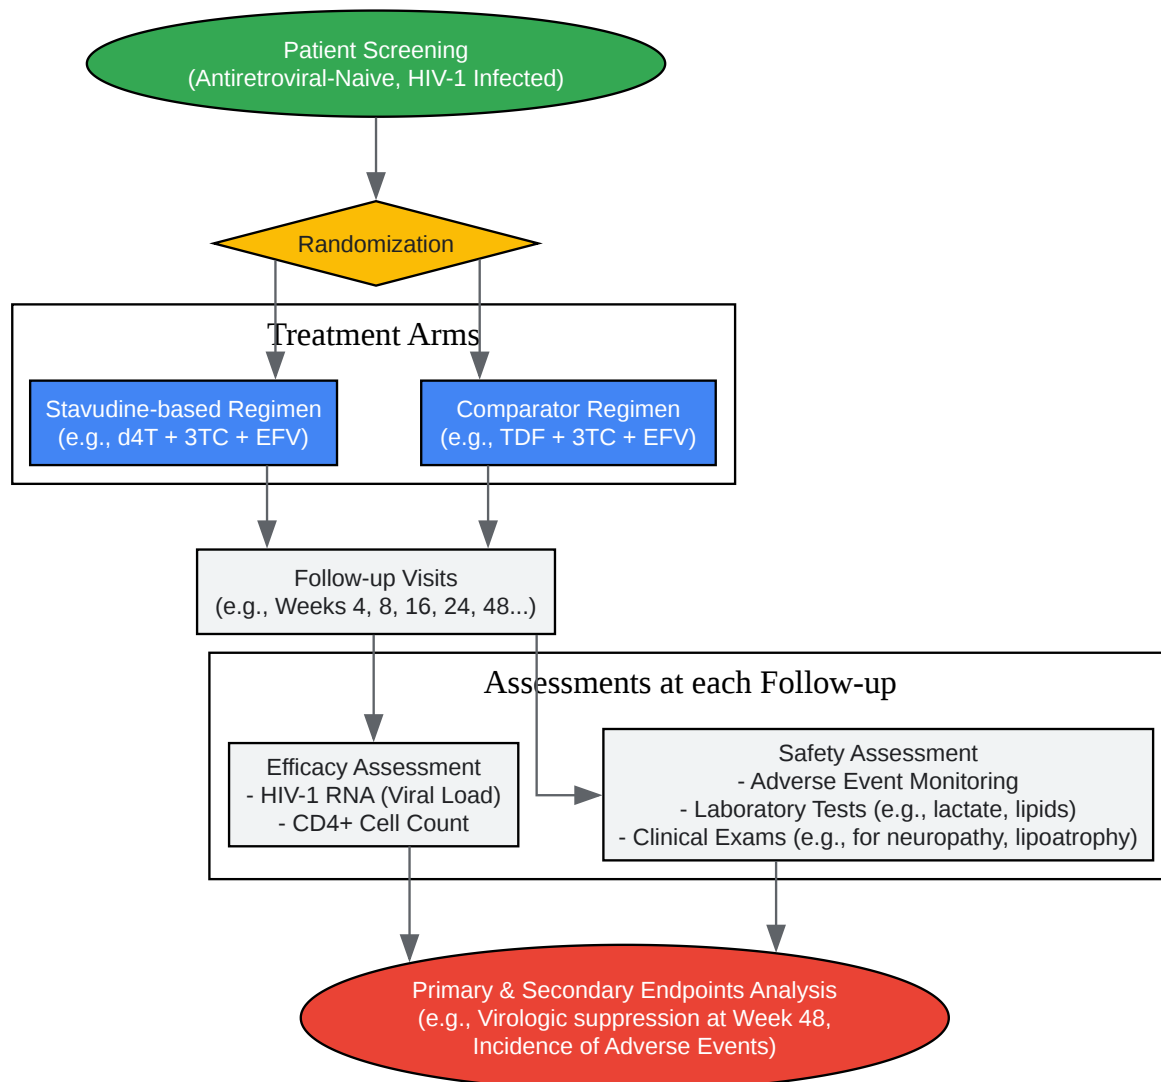 Patient Screening
(Antiretroviral-Naive, HIV-1 Infected)
Randomization
Treatment Arms
Stavudine-based Regimen
(e.g., d4T + 3TC + EFV)
Comparator Regimen
(e.g., TDF + 3TC + EFV)
Follow-up Visits
(e.g., Weeks 4, 8, 16, 24, 48...)
Assessments at each Follow-up
Efficacy Assessment
- HIV-1 RNA (Viral Load)
- CD4+ Cell Count
Safety Assessment
- Adverse Event Monitoring
- Laboratory Tests (e.g., lactate, lipids)
- Clinical Exams (e.g., for neuropathy, lipoatrophy)
Primary & Secondary Endpoints Analysis
(e.g., Virologic suppression at Week 48,
Incidence of Adverse Events)